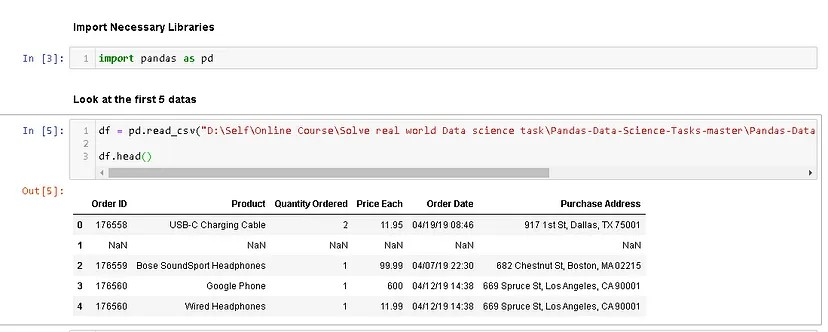 Import Necessary Libraries
In [3]: 1 import pandas as pd
Look at the first 5 datas
In [5]: 1 df = pd.read_csv("D:\Self\Online Course\Solve real world Data science task\Pandas-Data-Science-Tasks-master\Pandas-Data
2
3 df.head()
Out[5]:
Order ID Product Quantity Ordered Price Each Order Date Purchase Address
0 176558 USB-C Charging Cable 2 11.95 04/19/19 08:46 917 1st St, Dallas, TX 75001
1 NaN NaN NaN NaN NaN NaN
2 176559 Bose SoundSport Headphones 1 99.99 04/07/19 22:30 682 Chestnut St, Boston, MA 02215
3 176560 Google Phone 1 600 04/12/19 14:38 669 Spruce St, Los Angeles, CA 90001
4 176560 Wired Headphones 1 11.99 04/12/19 14:38 669 Spruce St, Los Angeles, CA 90001